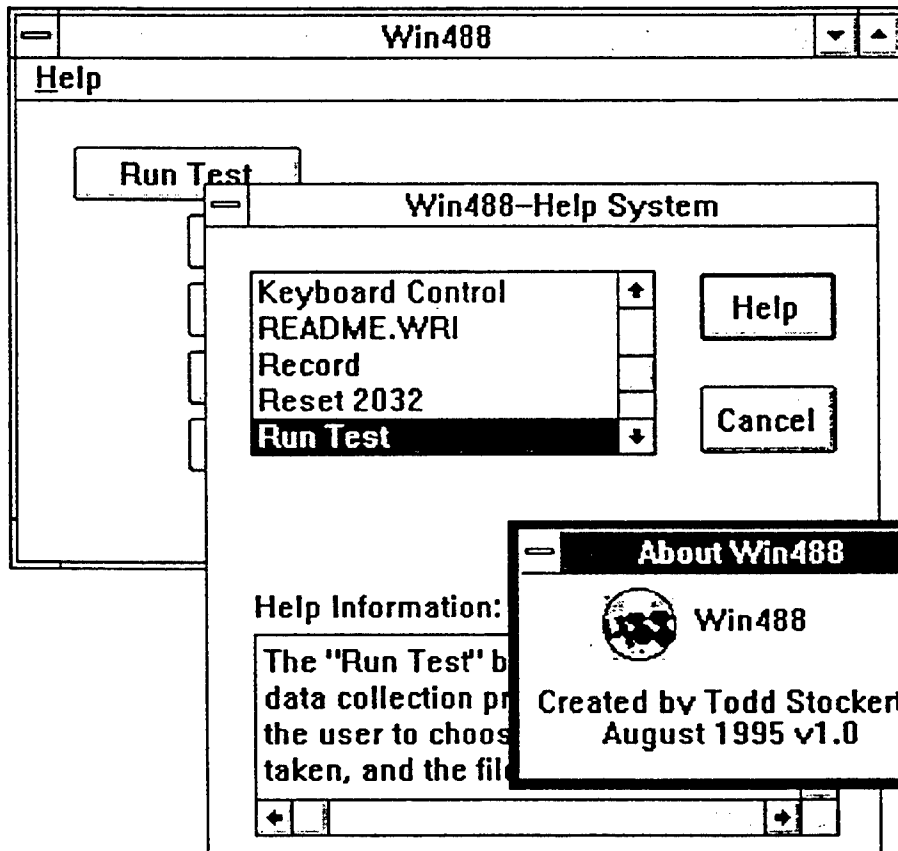 Win488
Help
Run Test
Win488-Help System
Keyboard Control
README.WRI
Record
Reset 2032
Run Test
Help
Cancel
Help Information:
The "Run Test" b
data collection pr
the user to choos
taken, and the fil
About Win488
Win488
Created by Todd Stockert
August 1995 v1.0